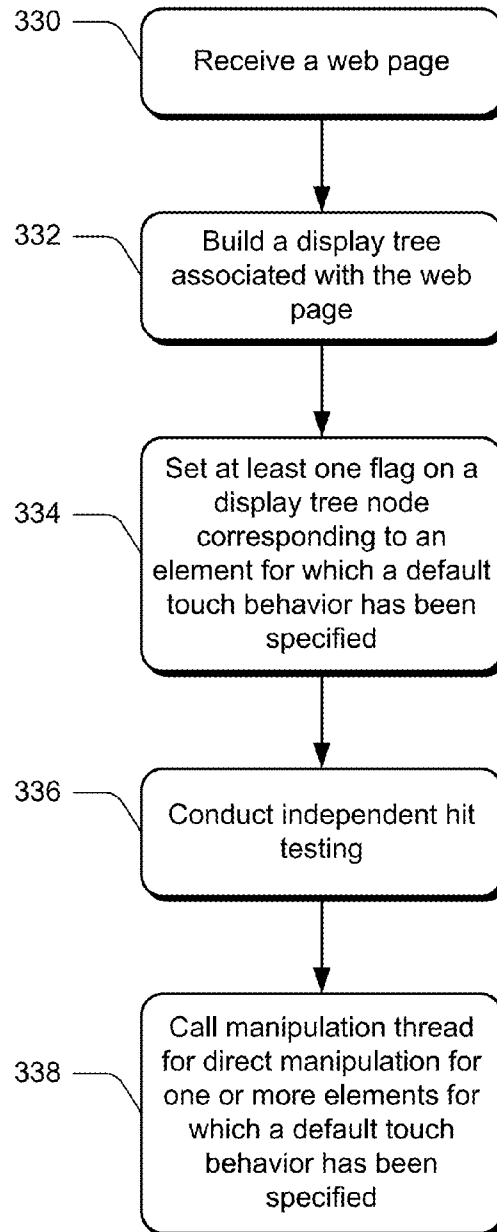 330
Receive a web page
332
Build a display tree
associated with the web
page
334
Set at least one flag on a
display tree node
corresponding to an
element for which a default
touch behavior has been
specified
336
Conduct independent hit
testing
338
Call manipulation thread
for direct manipulation for
one or more elements for
which a default touch
behavior has been
specified